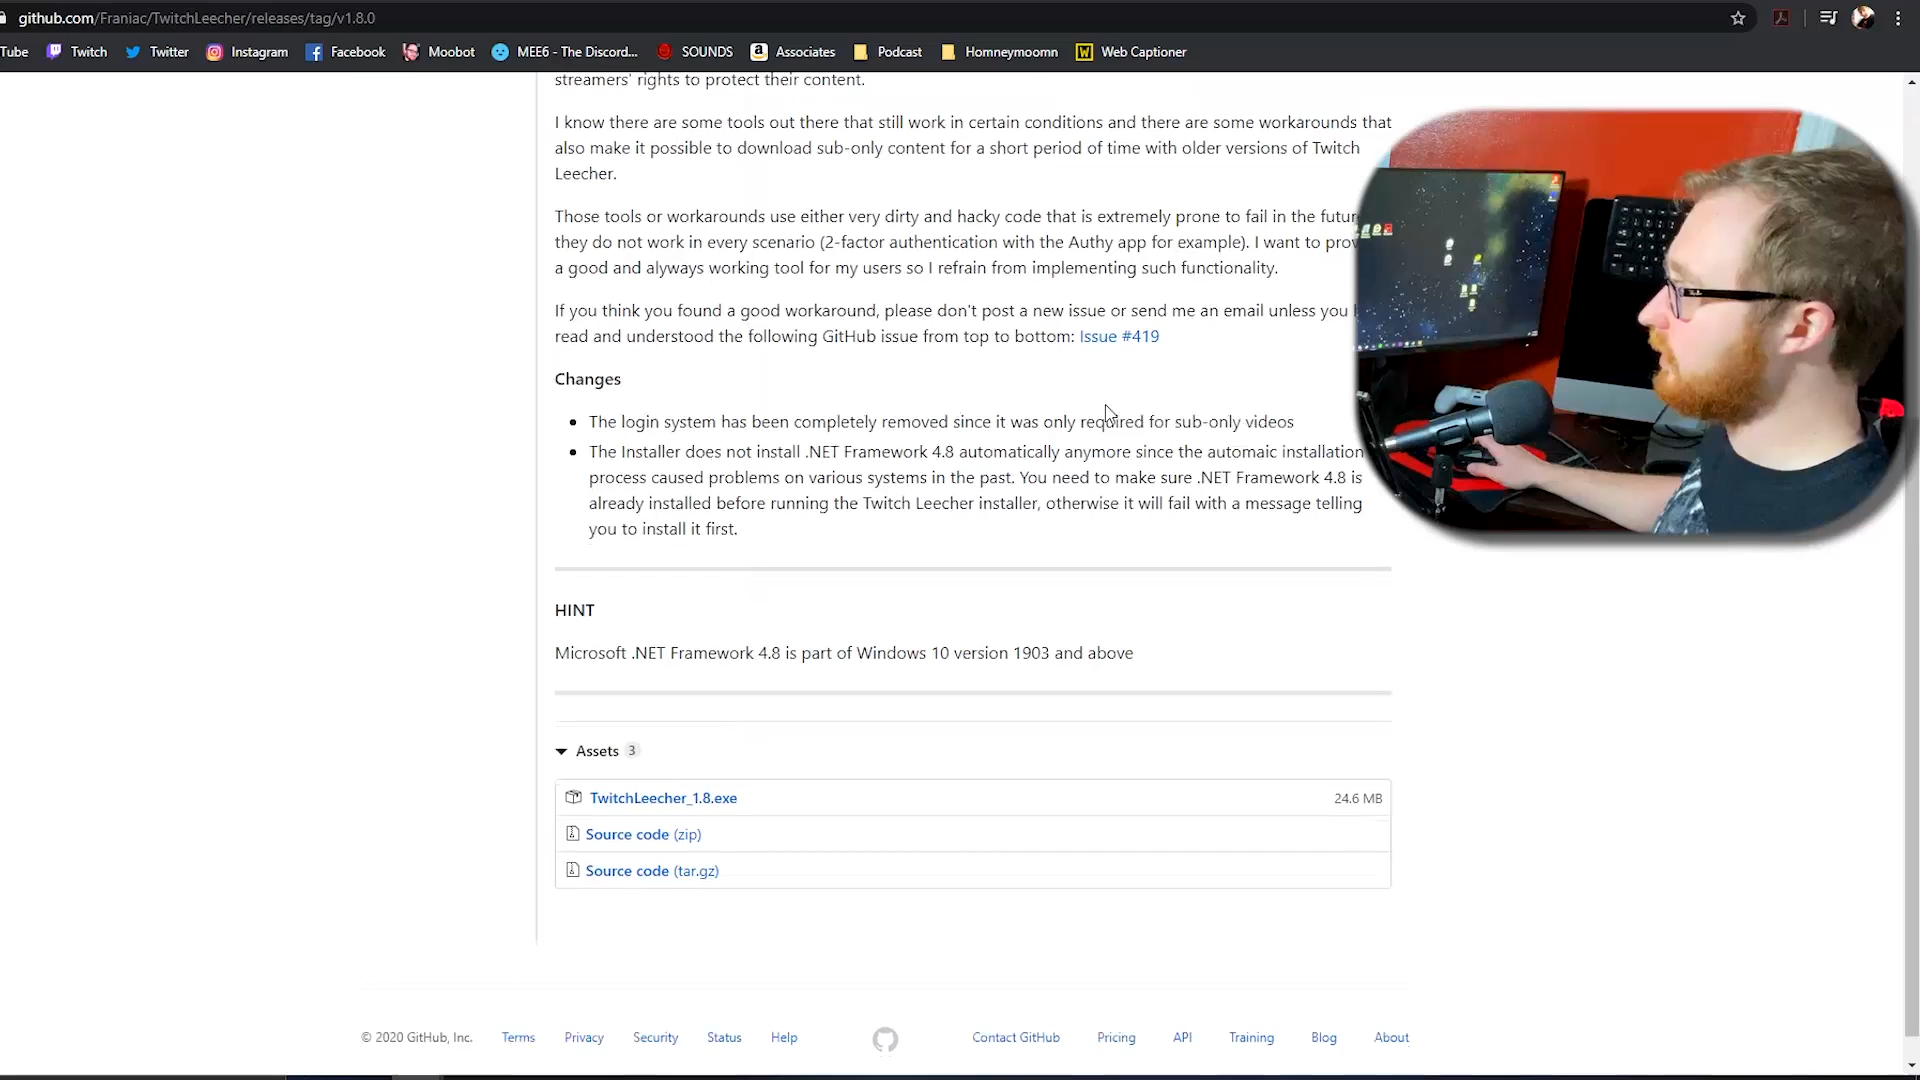 github.com/Franiac/TwitchLeecher/releases/tag/v1.8.0
Tube Twitch Twitter Instagram Facebook Moobot MEE6 - The Discord... SOUNDS Associates Podcast Homneymoomn Web Captioner
streamers' rights to protect their content.
I know there are some tools out there that still work in certain conditions and there are some workarounds that
also make it possible to download sub-only content for a short period of time with older versions of Twitch
Leecher.
Those tools or workarounds use either very dirty and hacky code that is extremely prone to fail in the futur
they do not work in every scenario (2-factor authentication with the Authy app for example). I want to prov
a good and alyways working tool for my users so I refrain from implementing such functionality.
If you think you found a good workaround, please don't post a new issue or send me an email unless you
read and understood the following GitHub issue from top to bottom: Issue #419
Changes
• The login system has been completely removed since it was only required for sub-only videos
• The Installer does not install .NET Framework 4.8 automatically anymore since the automaic installation
process caused problems on various systems in the past. You need to make sure .NET Framework 4.8 is
already installed before running the Twitch Leecher installer, otherwise it will fail with a message telling
you to install it first.
HINT
Microsoft .NET Framework 4.8 is part of Windows 10 version 1903 and above
Assets 3
TwitchLeecher_1.8.exe 24.6 MB
Source code (zip)
Source code (tar.gz)
© 2020 GitHub, Inc. Terms Privacy Security Status Help Contact GitHub Pricing API Training Blog About